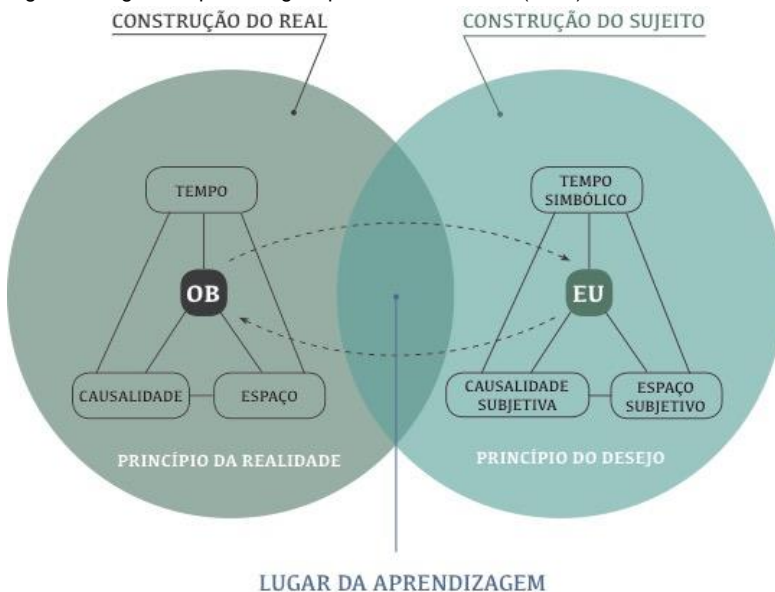 CONSTRUÇÃO DO REAL
CONSTRUÇÃO DO SUJEITO
TEMPO
TEMPO
SIMBÓLICO
OB
EU
CAUSALIDADE
ESPAÇO
CAUSALIDADE
SUBJETIVA
ESPAÇO
SUBJETIVO
PRINCÍPIO DA REALIDADE
PRINCÍPIO DO DESEJO
LUGAR DA APRENDIZAGEM